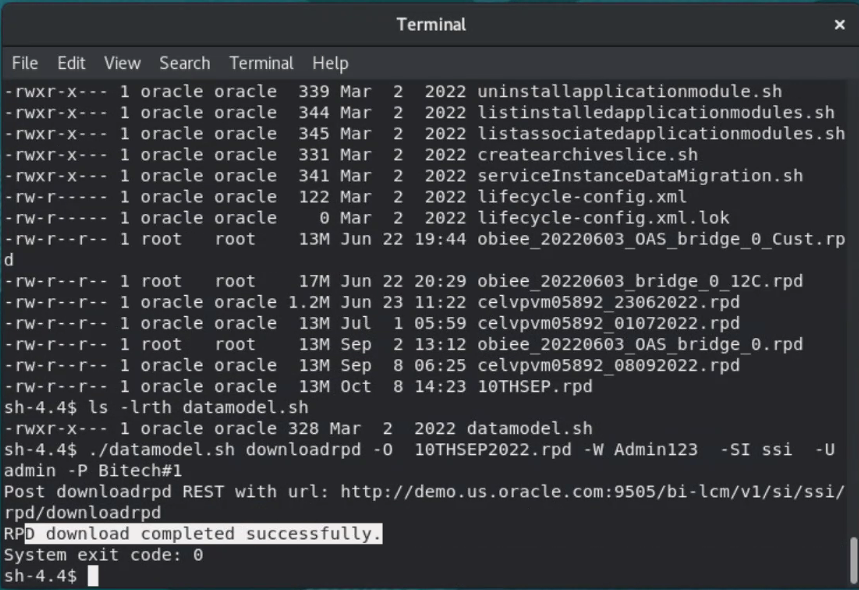 Terminal
×
File Edit View Search Terminal Help
-rwxr-x--- 1 oracle oracle  339 Mar  2  2022 uninstallapplicationmodule.sh
-rwxr-x--- 1 oracle oracle  344 Mar  2  2022 listinstalledapplicationmodules.sh
-rwxr-x--- 1 oracle oracle  345 Mar  2  2022 listassociatedapplicationmodules.sh
-rwxr-x--- 1 oracle oracle  331 Mar  2  2022 createarchiveslice.sh
-rwxr-x--- 1 oracle oracle  341 Mar  2  2022 serviceInstanceDataMigration.sh
-rw-r----- 1 oracle oracle  122 Mar  2  2022 lifecycle-config.xml
-rw-r----- 1 oracle oracle    0 Mar  2  2022 lifecycle-config.xml.lok
-rw-r--r-- 1 root   root    13M Jun 22 19:44 obiee_20220603_OAS_bridge_0_Cust.rp
d
-rw-r--r-- 1 root   root    17M Jun 22 20:29 obiee_20220603_bridge_0_12C.rpd
-rw-r--r-- 1 oracle oracle 1.2M Jun 23 11:22 celvpvm05892_23062022.rpd
-rw-r--r-- 1 oracle oracle  13M Jul  1 05:59 celvpvm05892_01072022.rpd
-rw-r--r-- 1 root   root    13M Sep  2 13:12 obiee_20220603_OAS_bridge_0.rpd
-rw-r--r-- 1 oracle oracle  13M Sep  8 06:25 celvpvm05892_08092022.rpd
-rw-r--r-- 1 oracle oracle  13M Oct  8 14:23 10THSEP.rpd
sh-4.4$ ls -lrth datamodel.sh
-rwxr-x--- 1 oracle oracle 328 Mar  2  2022 datamodel.sh
sh-4.4$ ./datamodel.sh downloadrpd -O  10THSEP2022.rpd -W Admin123  -SI ssi  -U
admin -P Bitech#1
Post downloadrpd REST with url: http://demo.us.oracle.com:9505/bi-lcm/v1/si/ssi/
rpd/downloadrpd
RPD download completed successfully.
System exit code: 0
sh-4.4$